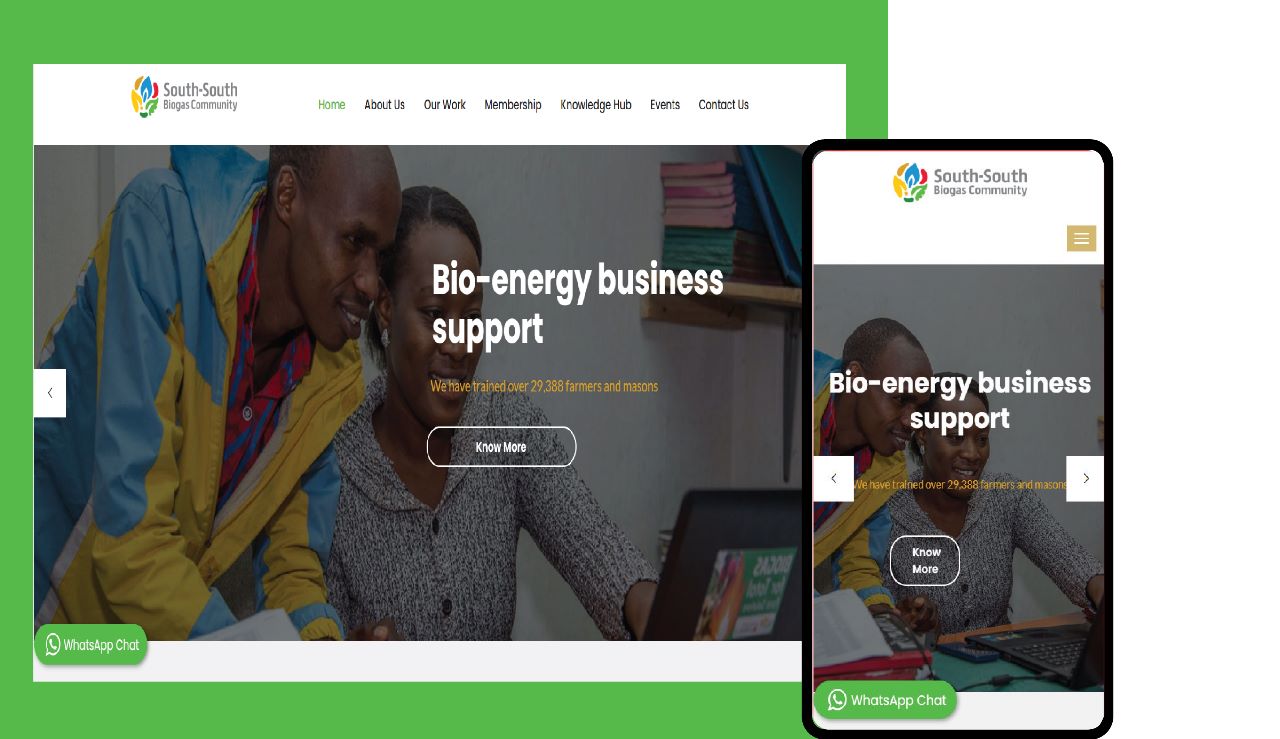 South-South
Biogas Community
Home About Us Our Work Membership Knowledge Hub Events Contact Us
Bio-energy business
support
We have trained over 29,388 farmers and masons
Know More
WhatsApp Chat
South-South
Biogas Community
Bio-energy business
support
We have trained over 29,388 farmers and masons
Know
More
WhatsApp Chat